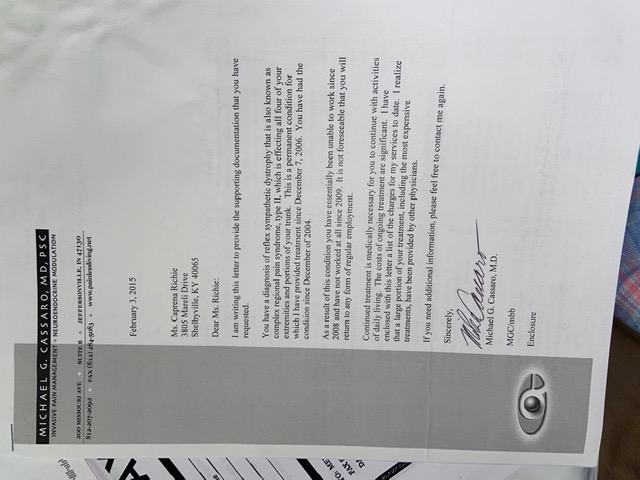 MICHAEL G. CASSARO, MD, PSC
INVASIVE PAIN MANAGEMENT • NEUROENDOCRINE MODULATION
200 MISSOURI AVE • SUITE B • JEFFERSONVILLE, IN 47130
812-207-2092 • FAX (812) 284-5083 • www.painlessliving.net
February 3, 2015
Ms. Caprena Richie
3805 Mareli Drive
Shelbyville, KY 40065
Dear Ms. Richie:
I am writing this letter to provide the supporting documentation that you have
requested.
You have a diagnosis of reflex sympathetic dystrophy that is also known as
complex regional pain syndrome, type II, which is effecting all four of your
extremities and portions of your trunk. This is a permanent condition for
which I have provided treatment since December 7, 2006. You have had the
condition since December of 2004.
As a result of this condition you have essentially been unable to work since
2008 and have not worked at all since 2009. It is not foreseeable that you will
return to any form of regular employment.
Continued treatment is medically necessary for you to continue with activities
of daily living. The costs of ongoing treatment are significant. I have
enclosed with this letter a list of the charges for my services to date. I realize
that a large portion of your treatment, including the most expensive
treatments, have been provided by other physicians.
If you need additional information, please feel free to contact me again.
Sincerely,
Mike Cassaro
Michael G. Cassaro, M.D.
MGC/mbb
Enclosure